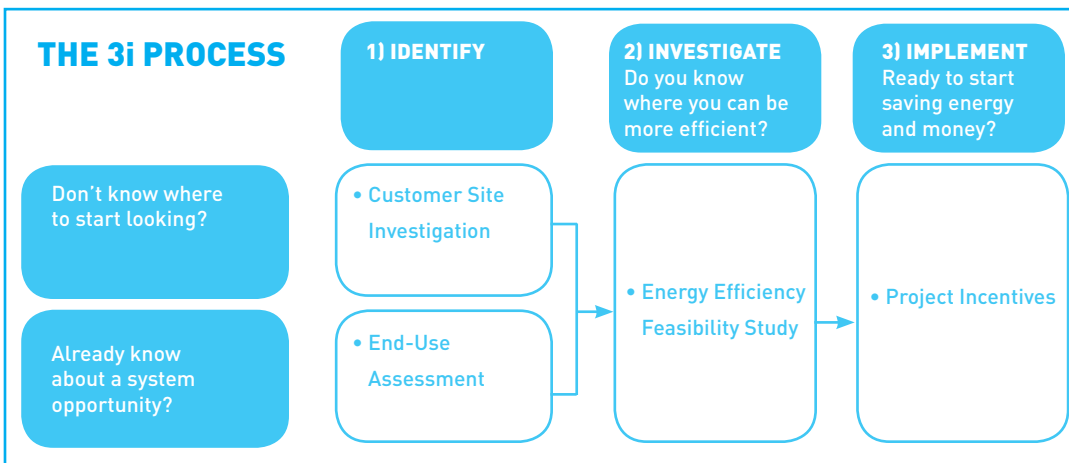 THE 3i PROCESS
1) IDENTIFY
2) INVESTIGATE
Do you know
where you can be
more efficient?
3) IMPLEMENT
Ready to start
saving energy
and money?
Don’t know where
to start looking?
• Customer Site
Investigation
Already know
about a system
opportunity?
• End-Use
Assessment
• Energy Efficiency
Feasibility Study
• Project Incentives